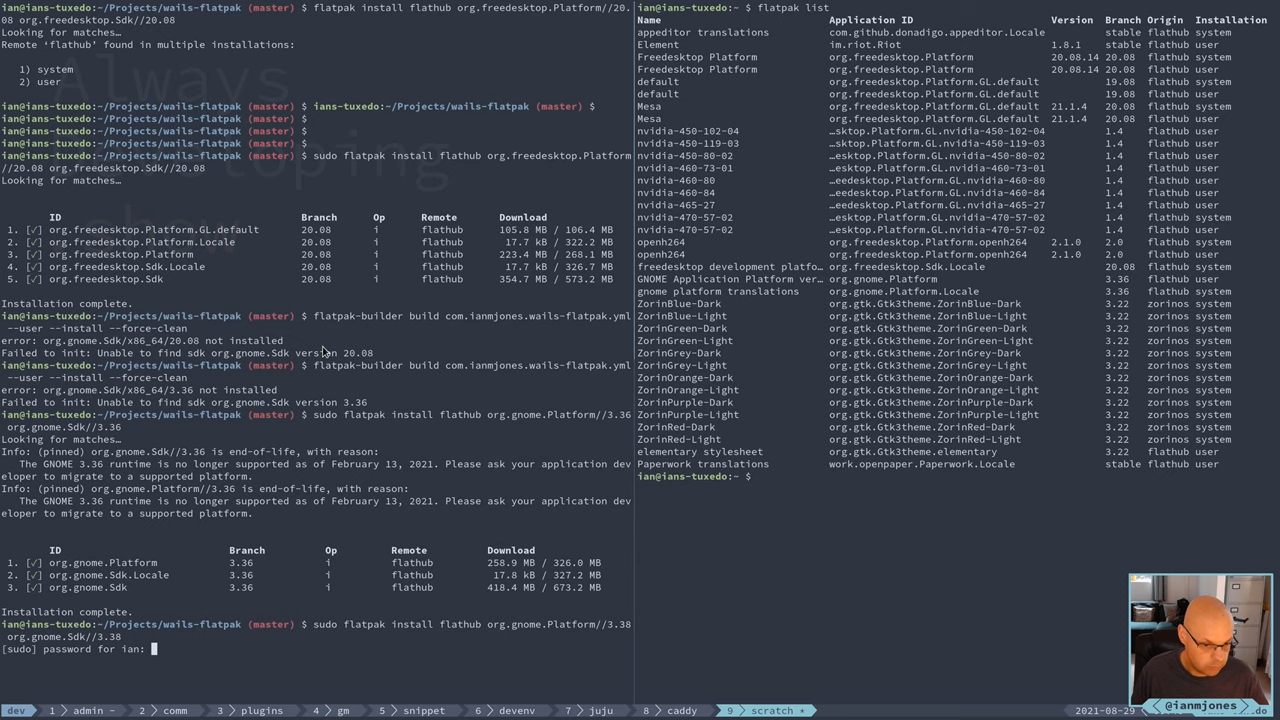 ian@ians-tuxedo:~/Projects/wails-flatpak (master) $ flatpak install flathub org.freedesktop.Platform//20.
08 org.freedesktop.Sdk//20.08
Looking for matches…
Remote ‘flathub’ found in multiple installations:
1) system
2) user
ian@ians-tuxedo:~/Projects/wails-flatpak (master) $ ians-tuxedo:~/Projects/wails-flatpak (master) $
ian@ians-tuxedo:~/Projects/wails-flatpak (master) $
ian@ians-tuxedo:~/Projects/wails-flatpak (master) $
ian@ians-tuxedo:~/Projects/wails-flatpak (master) $
ian@ians-tuxedo:~/Projects/wails-flatpak (master) $ sudo flatpak install flathub org.freedesktop.Platform
//20.08 org.freedesktop.Sdk//20.08
Looking for matches…
ID Branch Op Remote Download
1. [✓] org.freedesktop.Platform.GL.default 20.08 i flathub 105.8 MB / 106.4 MB
2. [✓] org.freedesktop.Platform.Locale 20.08 i flathub 17.7 kB / 322.2 MB
3. [✓] org.freedesktop.Platform 20.08 i flathub 223.4 MB / 268.1 MB
4. [✓] org.freedesktop.Sdk.Locale 20.08 i flathub 17.7 kB / 326.7 MB
5. [✓] org.freedesktop.Sdk 20.08 i flathub 354.7 MB / 573.2 MB
Installation complete.
ian@ians-tuxedo:~/Projects/wails-flatpak (master) $ flatpak-builder build com.ianmjones.wails-flatpak.yml
--user --install --force-clean
error: org.gnome.Sdk/x86_64/20.08 not installed
Failed to init: Unable to find sdk org.gnome.Sdk version 20.08
ian@ians-tuxedo:~/Projects/wails-flatpak (master) $ flatpak-builder build com.ianmjones.wails-flatpak.yml
--user --install --force-clean
error: org.gnome.Sdk/x86_64/3.36 not installed
Failed to init: Unable to find sdk org.gnome.Sdk version 3.36
ian@ians-tuxedo:~/Projects/wails-flatpak (master) $ sudo flatpak install flathub org.gnome.Platform//3.36
org.gnome.Sdk//3.36
Looking for matches…
Info: (pinned) org.gnome.Sdk//3.36 is end-of-life, with reason:
The GNOME 3.36 runtime is no longer supported as of February 13, 2021. Please ask your application dev
eloper to migrate to a supported platform.
Info: (pinned) org.gnome.Platform//3.36 is end-of-life, with reason:
The GNOME 3.36 runtime is no longer supported as of February 13, 2021. Please ask your application dev
eloper to migrate to a supported platform.
ID Branch Op Remote Download
1. [✓] org.gnome.Platform 3.36 i flathub 258.9 MB / 326.0 MB
2. [✓] org.gnome.Sdk.Locale 3.36 i flathub 17.8 kB / 327.2 MB
3. [✓] org.gnome.Sdk 3.36 i flathub 418.4 MB / 673.2 MB
Installation complete.
ian@ians-tuxedo:~/Projects/wails-flatpak (master) $ sudo flatpak install flathub org.gnome.Platform//3.38
org.gnome.Sdk//3.38
[sudo] password for ian:
ian@ians-tuxedo:~ $ flatpak list
Name Application ID Version Branch Origin Installation
appeditor translations com.github.donadigo.appeditor.Locale stable flathub system
Element im.riot.Riot 1.8.1 stable flathub user
Freedesktop Platform org.freedesktop.Platform 20.08.14 20.08 flathub system
Freedesktop Platform org.freedesktop.Platform 20.08.14 20.08 flathub user
default org.freedesktop.Platform.GL.default 19.08 flathub system
default org.freedesktop.Platform.GL.default 19.08 flathub user
Mesa org.freedesktop.Platform.GL.default 21.1.4 20.08 flathub system
Mesa org.freedesktop.Platform.GL.default 21.1.4 20.08 flathub user
nvidia-450-102-04 …sktop.Platform.GL.nvidia-450-102-04 1.4 flathub user
nvidia-450-119-03 …sktop.Platform.GL.nvidia-450-119-03 1.4 flathub user
nvidia-450-80-02 …esktop.Platform.GL.nvidia-450-80-02 1.4 flathub user
nvidia-460-73-01 …esktop.Platform.GL.nvidia-460-73-01 1.4 flathub user
nvidia-460-80 …eedesktop.Platform.GL.nvidia-460-80 1.4 flathub user
nvidia-460-84 …eedesktop.Platform.GL.nvidia-460-84 1.4 flathub user
nvidia-465-27 …eedesktop.Platform.GL.nvidia-465-27 1.4 flathub user
nvidia-470-57-02 …esktop.Platform.GL.nvidia-470-57-02 1.4 flathub system
nvidia-470-57-02 …esktop.Platform.GL.nvidia-470-57-02 1.4 flathub user
openh264 org.freedesktop.Platform.openh264 2.1.0 2.0 flathub system
openh264 org.freedesktop.Platform.openh264 2.1.0 2.0 flathub user
freedesktop development platfo… org.freedesktop.Sdk.Locale 20.08 flathub system
GNOME Application Platform ver… org.gnome.Platform 3.36 flathub user
gnome platform translations org.gnome.Platform.Locale 3.36 flathub user
ZorinBlue-Dark org.gtk.Gtk3theme.ZorinBlue-Dark 3.22 zorinos system
ZorinBlue-Light org.gtk.Gtk3theme.ZorinBlue-Light 3.22 zorinos system
ZorinGreen-Dark org.gtk.Gtk3theme.ZorinGreen-Dark 3.22 zorinos system
ZorinGreen-Light org.gtk.Gtk3theme.ZorinGreen-Light 3.22 zorinos system
ZorinGrey-Dark org.gtk.Gtk3theme.ZorinGrey-Dark 3.22 zorinos system
ZorinGrey-Light org.gtk.Gtk3theme.ZorinGrey-Light 3.22 zorinos system
ZorinOrange-Dark org.gtk.Gtk3theme.ZorinOrange-Dark 3.22 zorinos system
ZorinOrange-Light org.gtk.Gtk3theme.ZorinOrange-Light 3.22 zorinos system
ZorinPurple-Dark org.gtk.Gtk3theme.ZorinPurple-Dark 3.22 zorinos system
ZorinPurple-Light org.gtk.Gtk3theme.ZorinPurple-Light 3.22 zorinos system
ZorinRed-Dark org.gtk.Gtk3theme.ZorinRed-Dark 3.22 zorinos system
ZorinRed-Light org.gtk.Gtk3theme.ZorinRed-Light 3.22 zorinos system
elementary stylesheet org.gtk.Gtk3theme.elementary 3.22 flathub user
Paperwork translations work.openpaper.Paperwork.Locale stable flathub user
ian@ians-tuxedo:~ $
dev 1 admin - 2 comm 3 plugins 4 gm 5 snippet 6 devenv 7 juju 8 caddy 9 scratch * 2021-08-29
@ianmjones